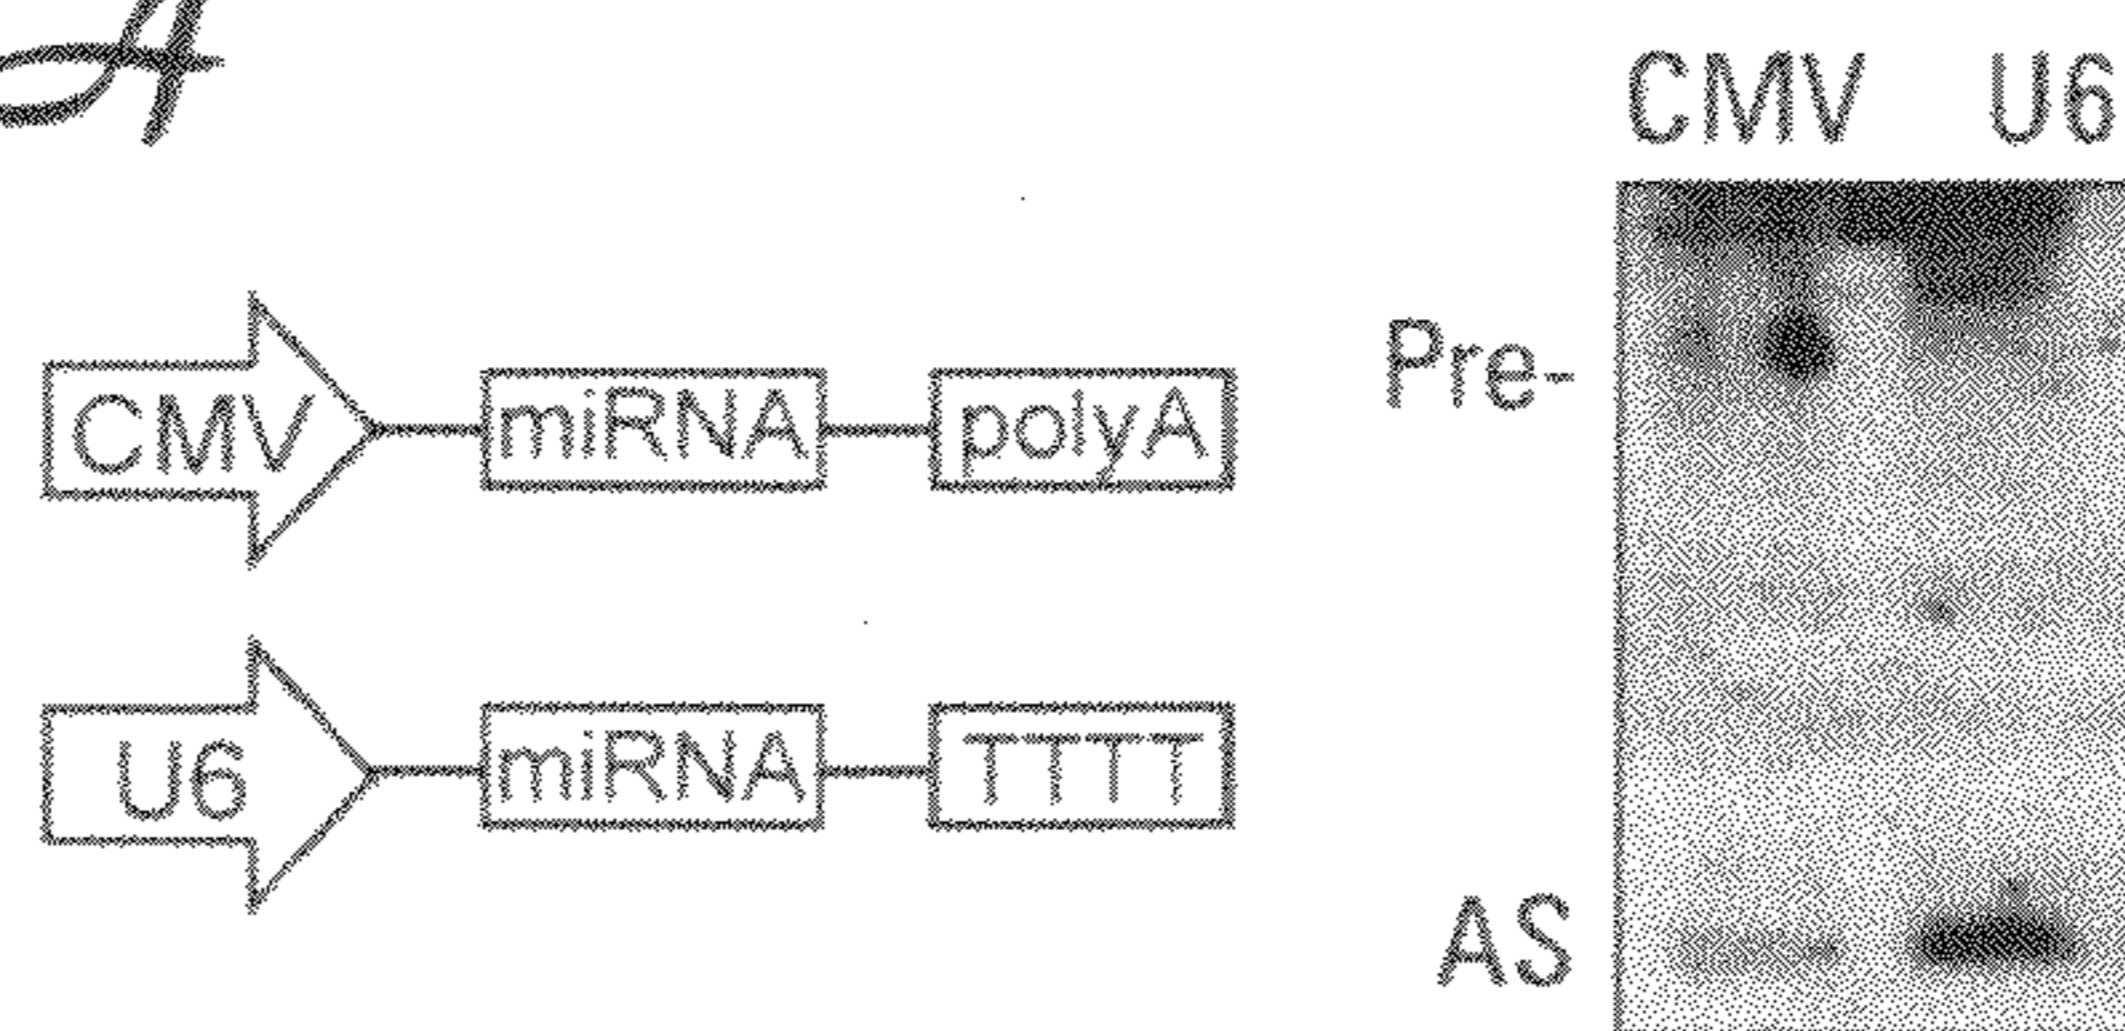 A
CMV U6
CMV miRNA polyA
Pre-
U6 miRNA TTTT
AS